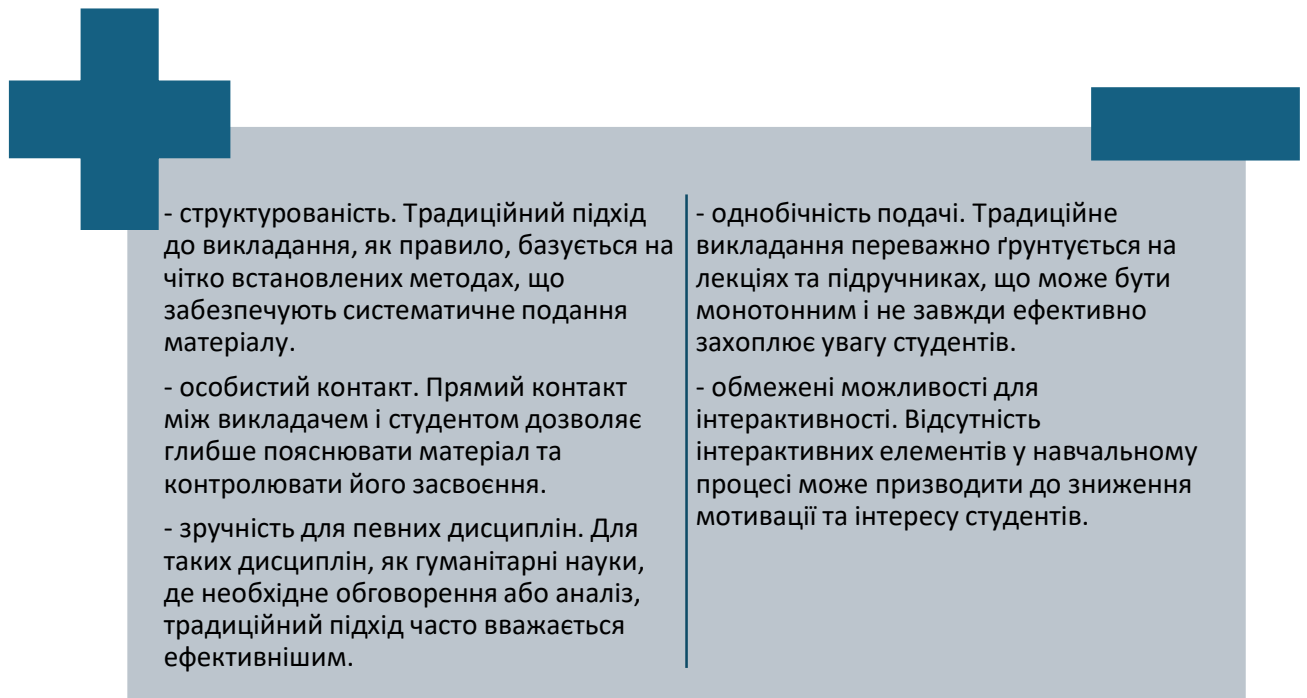 - структурованість. Традиційний підхід
до викладання, як правило, базується на
чітко встановлених методах, що
забезпечують систематичне подання
матеріалу.
- особистий контакт. Прямий контакт
між викладачем і студентом дозволяє
глибше пояснювати матеріал та
контролювати його засвоєння.
- зручність для певних дисциплін. Для
таких дисциплін, як гуманітарні науки,
де необхідне обговорення або аналіз,
традиційний підхід часто вважається
ефективнішим.
- однобічність подачі. Традиційне
викладання переважно ґрунтується на
лекціях та підручниках, що може бути
монотонним і не завжди ефективно
захоплює увагу студентів.
- обмежені можливості для
інтерактивності. Відсутність
інтерактивних елементів у навчальному
процесі може призводити до зниження
мотивації та інтересу студентів.